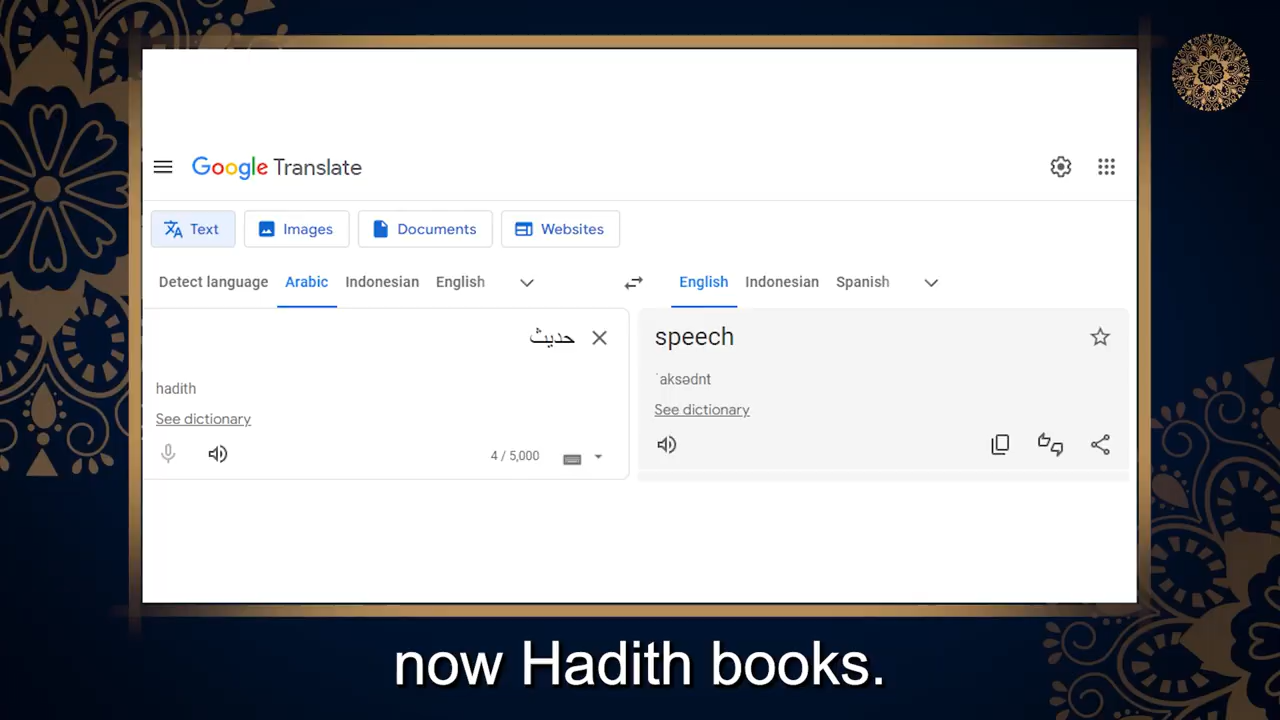 Google Translate
Text Images Documents Websites
Detect language Arabic Indonesian English English Indonesian Spanish
حديث
speech
hadith
ˈaksədnt
See dictionary
See dictionary
4 / 5,000
now Hadith books.